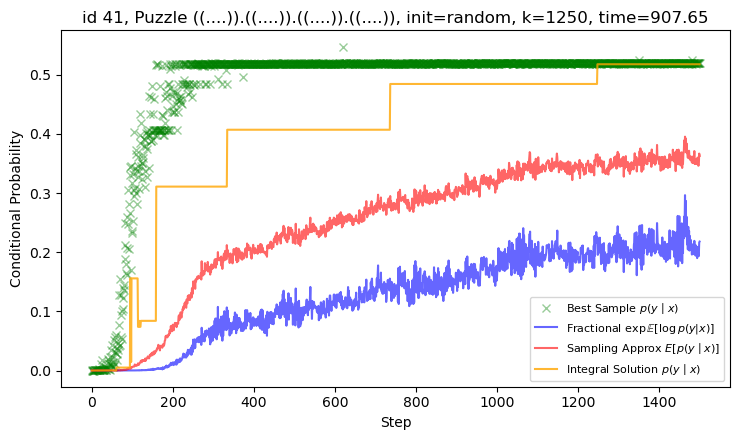 id 41, Puzzle ((....)).((....)).((....)).((....)), init=random, k=1250, time=907.65
Conditional Probability
0.5
0.4
0.3
0.2
0.1
0.0
Best Sample p(y | x)
Fractional exp𝔼[log p(y|x)]
Sampling Approx E[p(y | x)]
Integral Solution p(y | x)
0 200 400 600 800 1000 1200 1400
Step